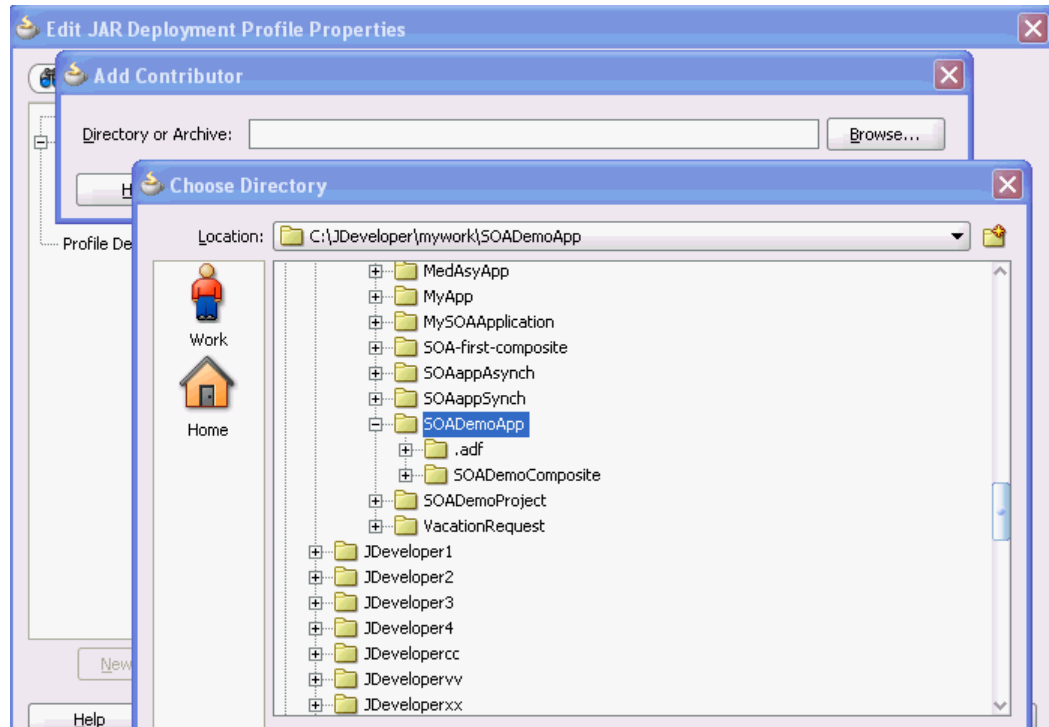 Edit JAR Deployment Profile Properties
Add Contributor
Directory or Archive:
Browse...
H
Choose Directory
Profile De
Location:
C:\JDeveloper\mywork\SOADemoApp
Work
Home
MedAsyApp
MyApp
MySOAApplication
SOA-first-composite
SOAappAsynch
SOAappSynch
SOADemoApp
.adf
SOADemoComposite
SOADemoProject
VacationRequest
JDeveloper1
JDeveloper2
JDeveloper3
JDeveloper4
JDevelopercc
JDevelopervv
JDeveloperxx
New
Help